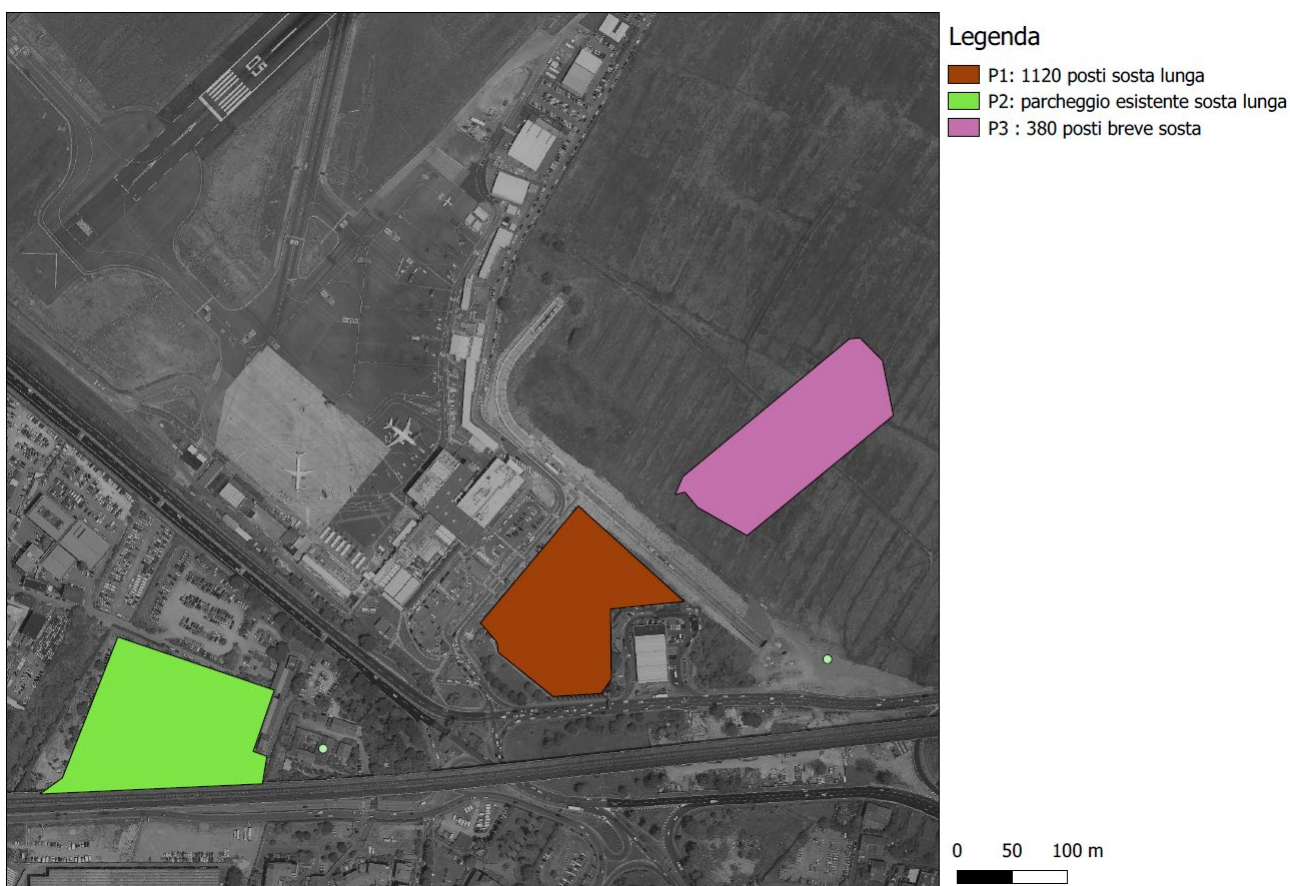 Legenda
P1: 1120 posti sosta lunga
P2: parcheggio esistente sosta lunga
P3 : 380 posti breve sosta
05
0 50 100 m